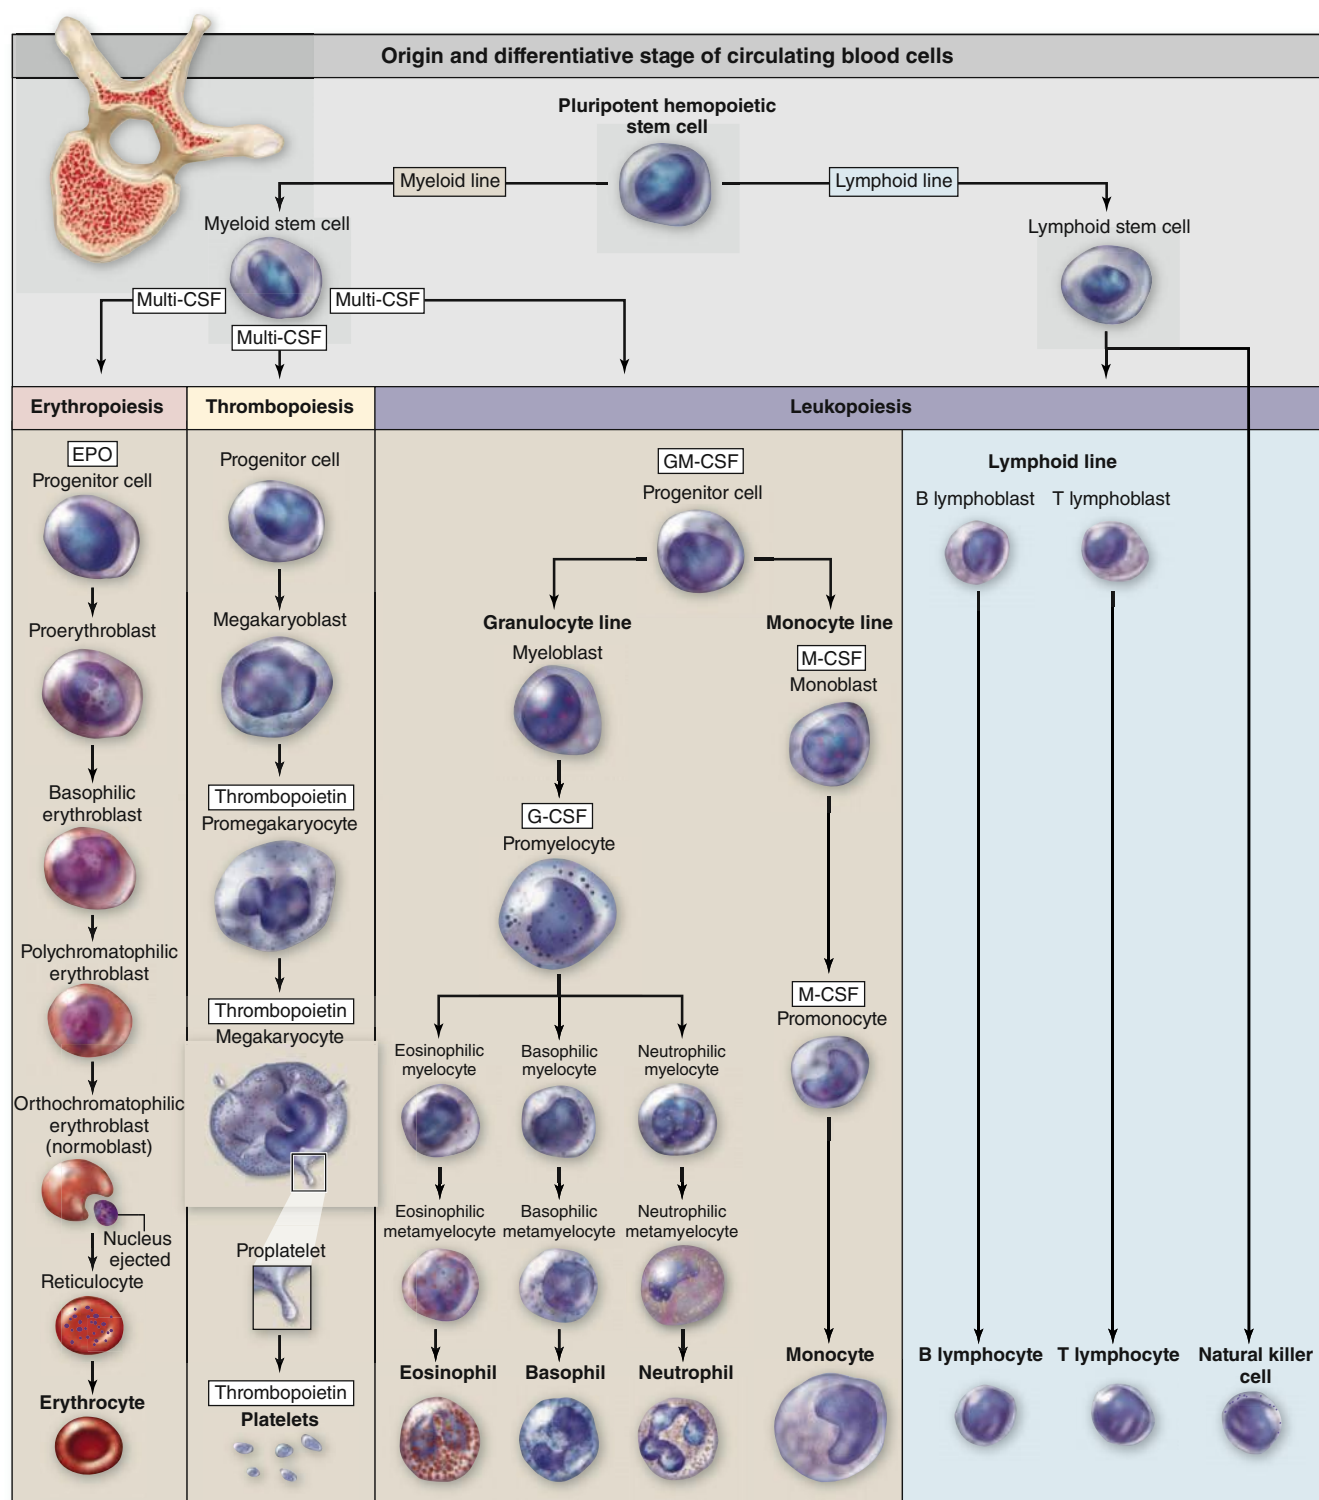 Origin and differentiative stage of circulating blood cells
Pluripotent hemopoietic
stem cell
Myeloid line
Lymphoid line
Myeloid stem cell
Lymphoid stem cell
Multi-CSF
Multi-CSF
Multi-CSF
Erythropoiesis
Thrombopoiesis
Leukopoiesis
EPO
Progenitor cell
Proerythroblast
Basophilic
erythroblast
Polychromatophilic
erythroblast
Orthochromatophilic
erythroblast
(normoblast)
Nucleus
ejected
Reticulocyte
Erythrocyte
Progenitor cell
Megakaryoblast
Thrombopoietin
Promegakaryocyte
Thrombopoietin
Megakaryocyte
Proplatelet
Thrombopoietin
Platelets
GM-CSF
Progenitor cell
Granulocyte line
Myeloblast
G-CSF
Promyelocyte
Eosinophilic
myelocyte
Basophilic
myelocyte
Neutrophilic
myelocyte
Eosinophilic
metamyelocyte
Basophilic
metamyelocyte
Neutrophilic
metamyelocyte
Eosinophil
Basophil
Neutrophil
Monocyte line
M-CSF
Monoblast
M-CSF
Promonocyte
Monocyte
Lymphoid line
B lymphoblast
T lymphoblast
B lymphocyte
T lymphocyte
Natural killer
cell